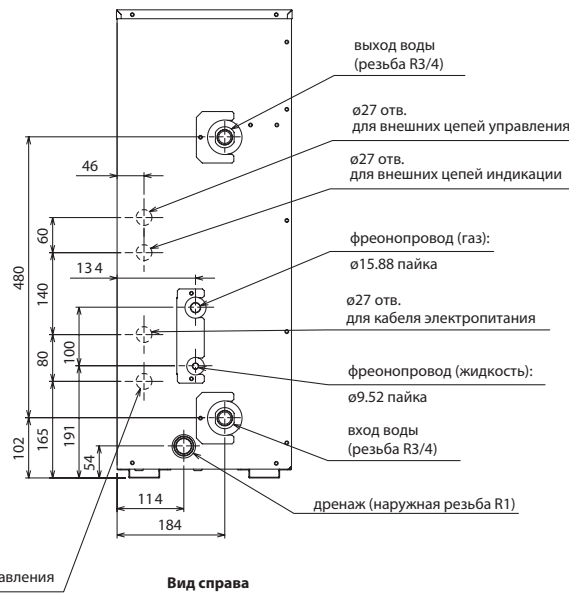 выход воды
(резьба R3/4)
ø27 отв.
для внешних цепей управления
ø27 отв.
для внешних цепей индикации
46
60
480
134
140
фреонопровод (газ):
ø15.88 пайка
ø27 отв.
для кабеля электропитания
100
80
фреонопровод (жидкость):
ø9.52 пайка
вход воды
(резьба R3/4)
102
165
191
54
114
184
дренаж (наружная резьба R1)
авления
Вид справа